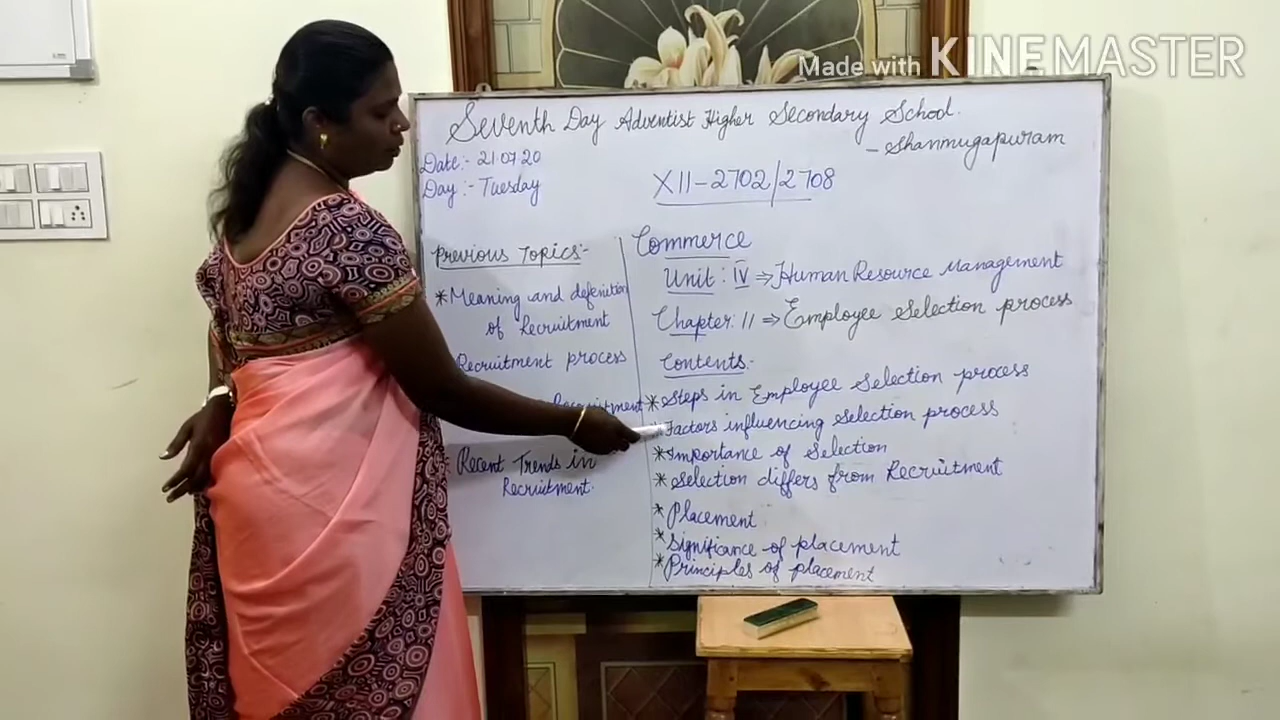 Made with KINEMASTER
Seventh Day Adventist Higher Secondary School.
- Shanmugapuram
Date:- 21.07.20
Day:- Tuesday
XII-2702/2708
Previous Topics:-
* Meaning and defenition
of Recruitment
Recruitment process
Recruitment
* Recent Trends in
Recruitment.
Commerce
Unit: IV ⇒ Human Resource Management
Chapter: 11 ⇒ Employee Selection process
Contents:-
* Steps in Employee Selection process
Factors influencing Selection process
* Importance of Selection
* Selection differs from Recruitment
* Placement
* Significance of placement
* Principles of placement